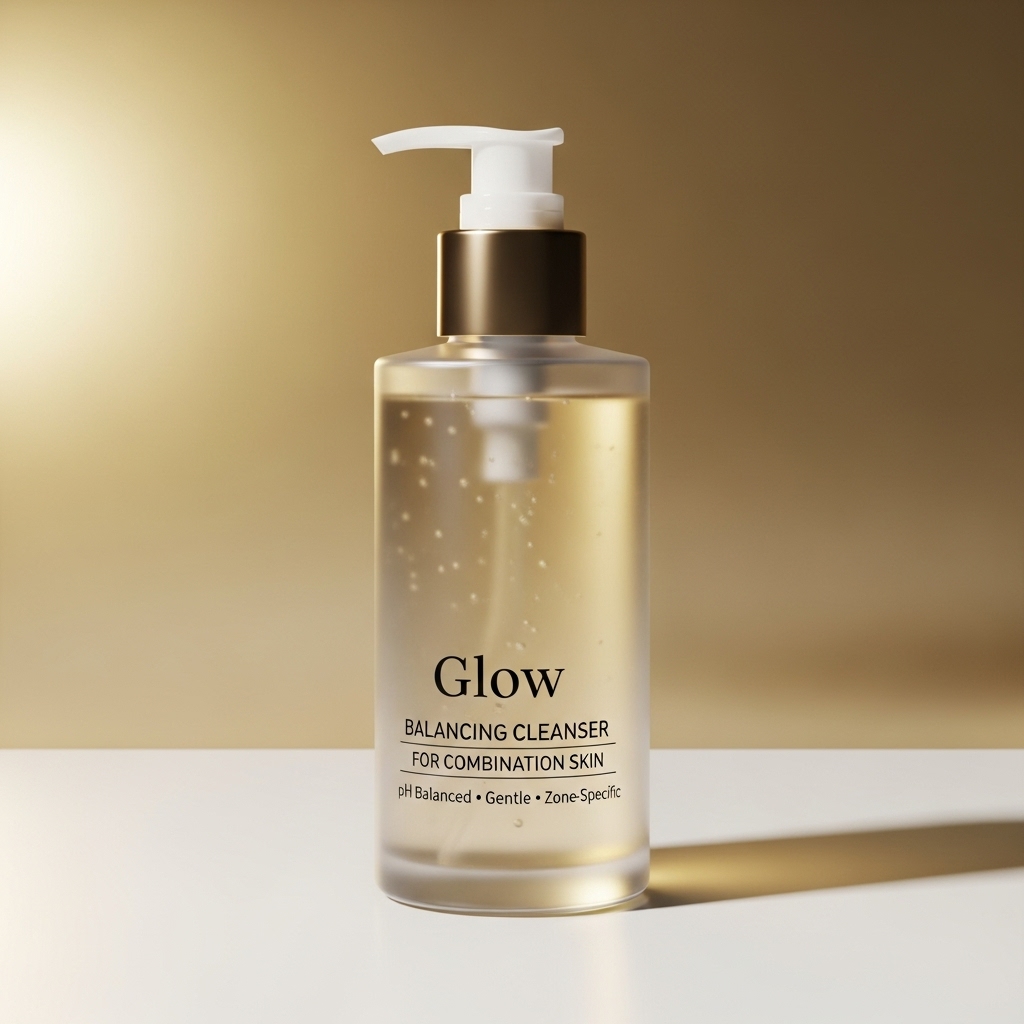 Glow
BALANCING CLEANSER
FOR COMBINATION SKIN
pH Balanced • Gentle • Zone-Specific